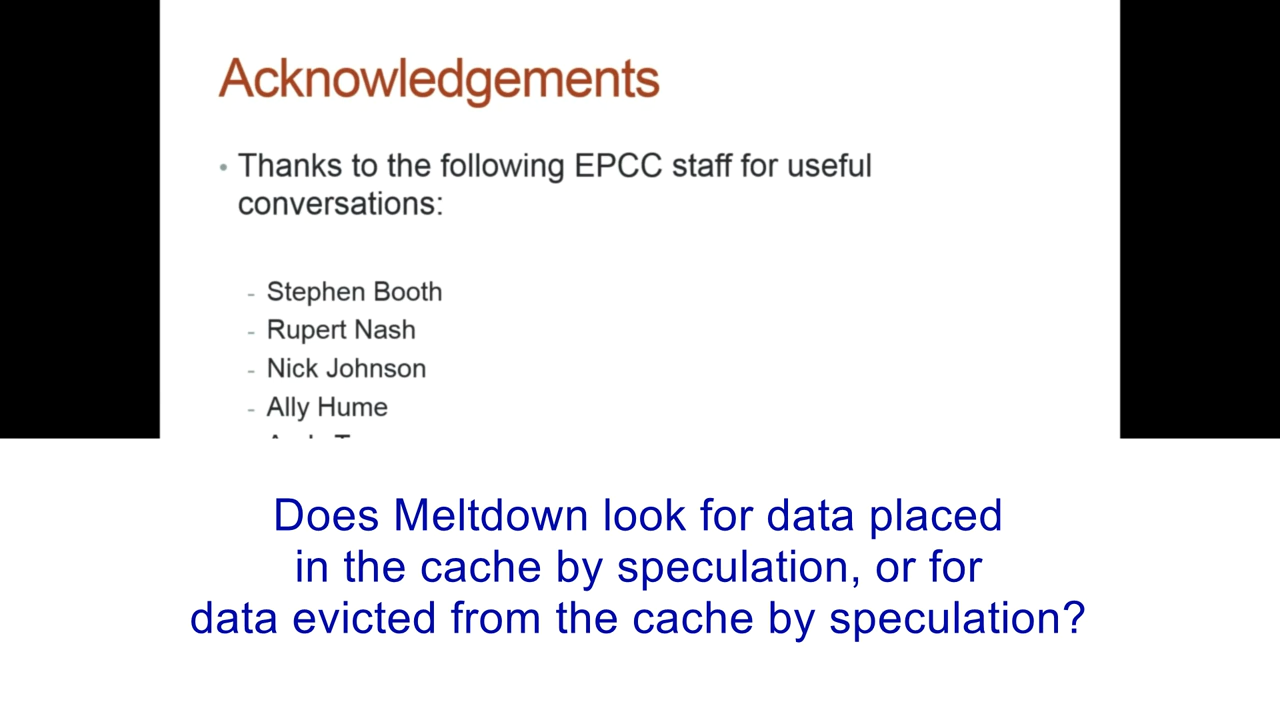 Acknowledgements
• Thanks to the following EPCC staff for useful
conversations:
- Stephen Booth
- Rupert Nash
- Nick Johnson
- Ally Hume
Does Meltdown look for data placed
in the cache by speculation, or for
data evicted from the cache by speculation?